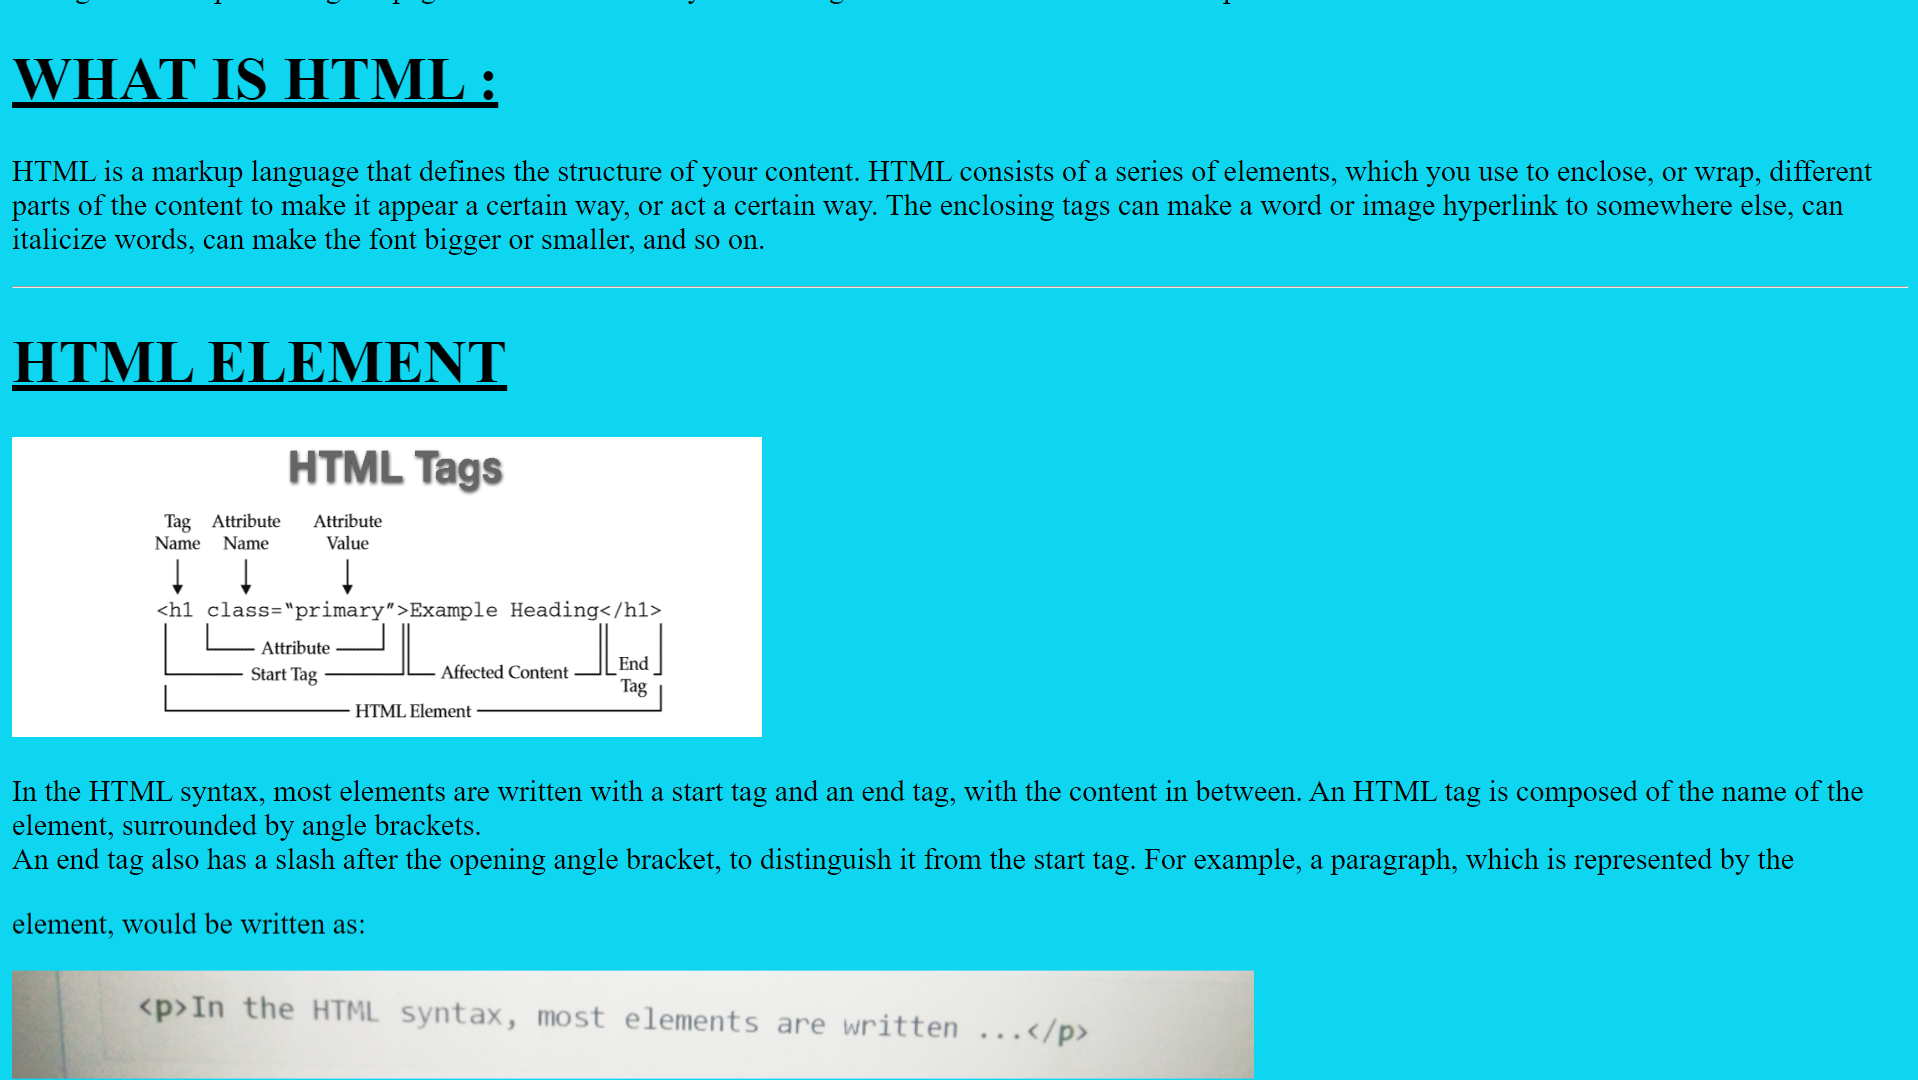 WHAT IS HTML :
HTML is a markup language that defines the structure of your content. HTML consists of a series of elements, which you use to enclose, or wrap, different
parts of the content to make it appear a certain way, or act a certain way. The enclosing tags can make a word or image hyperlink to somewhere else, can
italicize words, can make the font bigger or smaller, and so on.
HTML ELEMENT
HTML Tags
Tag Attribute Attribute
Name Name Value
<h1 class="primary">Example Heading</h1>
Attribute
Start Tag Affected Content End
Tag
HTML Element
In the HTML syntax, most elements are written with a start tag and an end tag, with the content in between. An HTML tag is composed of the name of the
element, surrounded by angle brackets.
An end tag also has a slash after the opening angle bracket, to distinguish it from the start tag. For example, a paragraph, which is represented by the
element, would be written as:
<p>In the HTML syntax, most elements are written ...</p>